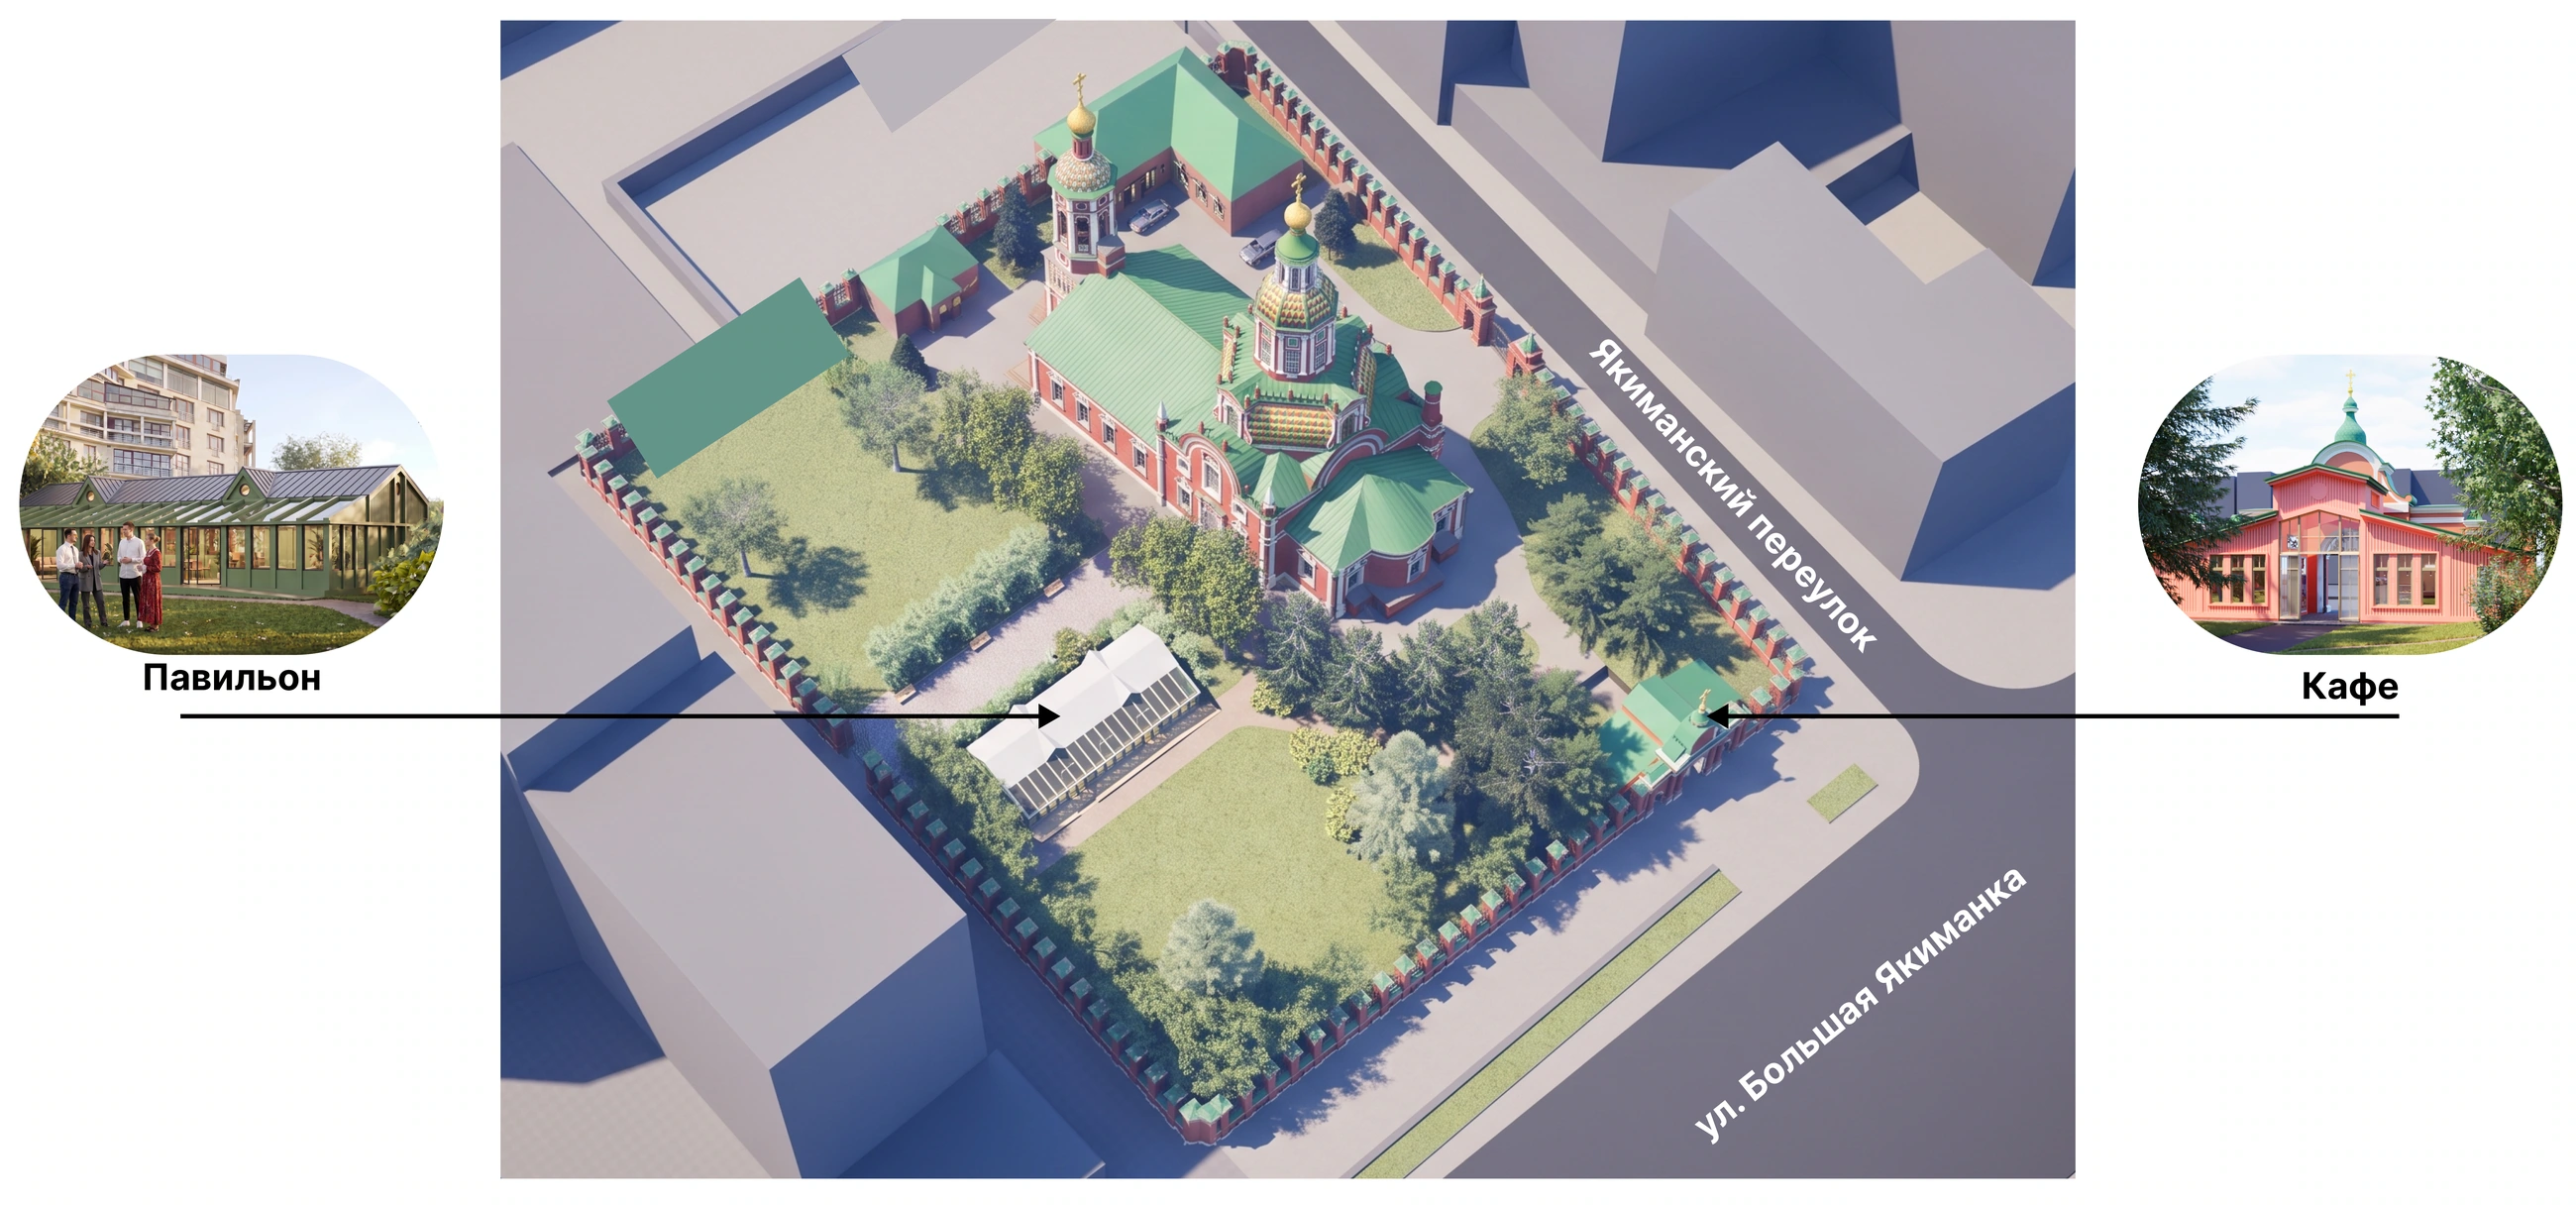 Якиманский переулок
Павильон
Кафе
ул. Большая Якиманка